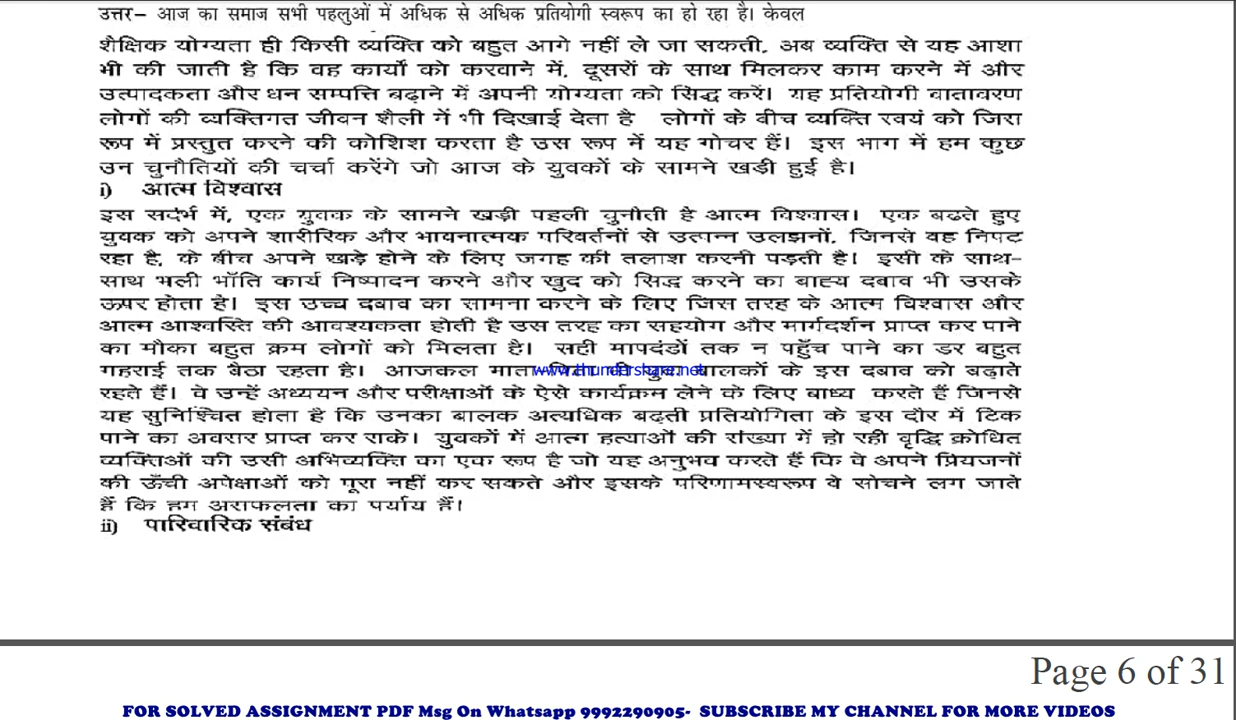 उत्तर– आज का समाज सभी पहलुओं में अधिक से अधिक प्रतियोगी स्वरूप का हो रहा है। केवल
शैक्षिक योग्यता ही किसी व्यक्ति को बहुत आगे नहीं ले जा सकती, अब व्यक्ति से यह आशा
भी की जाती है कि वह कार्यों को करवाने में, दूसरों के साथ मिलकर काम करने में और
उत्पादकता और धन सम्पत्ति बढ़ाने में अपनी योग्यता को सिद्ध करें। यह प्रतियोगी वातावरण
लोगों की व्यक्तिगत जीवन शैली में भी दिखाई देता है लोगों के बीच व्यक्ति स्वयं को जिस
रूप में प्रस्तुत करने की कोशिश करता है उस रूप में यह गोचर हैं। इस भाग में हम कुछ
उन चुनौतियों की चर्चा करेंगे जो आज के युवकों के सामने खड़ी हुई है।
i) आत्म विश्वास
इस सदंर्भ में, एक युवक के सामने खड़ी पहली चुनौती है आत्म विश्वास। एक बढते हुए
युवक को अपने शारीरिक और भावनात्मक परिवर्तनों से उत्पन्न उलझनों, जिनसे वह निपट
रहा है, के बीच अपने खड़े होने के लिए जगह की तलाश करनी पड़ती है। इसी के साथ–
साथ भली भाँति कार्य निष्पादन करने और खुद को सिद्ध करने का बाह्य दबाव भी उसके
ऊपर होता है। इस उच्च दबाव का सामना करने के लिए जिस तरह के आत्म विश्वास और
आत्म आश्वस्ति की आवश्यकता होती है उस तरह का सहयोग और मार्गदर्शन प्राप्त कर पाने
का मौका बहुत कम लोगों को मिलता है। सही मापदंडों तक न पहुँच पाने का डर बहुत
गहराई तक बैठा रहता है। आजकल माता www.thundershare.net बालकों के इस दबाव को बढ़ाते
रहते हैं। वे उन्हें अध्ययन और परीक्षाओं के ऐसे कार्यक्रम लेने के लिए बाध्य करते हैं जिनसे
यह सुनिश्चित होता है कि उनका बालक अत्यधिक बढ़ती प्रतियोगिता के इस दौर में टिक
पाने का अवसर प्राप्त कर सके। युवकों में आत्म हत्याओं की संख्या में हो रही वृद्धि क्रोधित
व्यक्तिओं की उसी अभिव्यक्ति का एक रूप है जो यह अनुभव करते हैं कि वे अपने प्रियजनों
की ऊँची अपेक्षाओं को पूरा नहीं कर सकते और इसके परिणामस्वरूप वे सोचने लग जाते
हैं कि हम असफलता का पर्याय हैं।
ii) पारिवारिक संबंध
Page 6 of 31
FOR SOLVED ASSIGNMENT PDF Msg On Whatsapp 9992290905- SUBSCRIBE MY CHANNEL FOR MORE VIDEOS